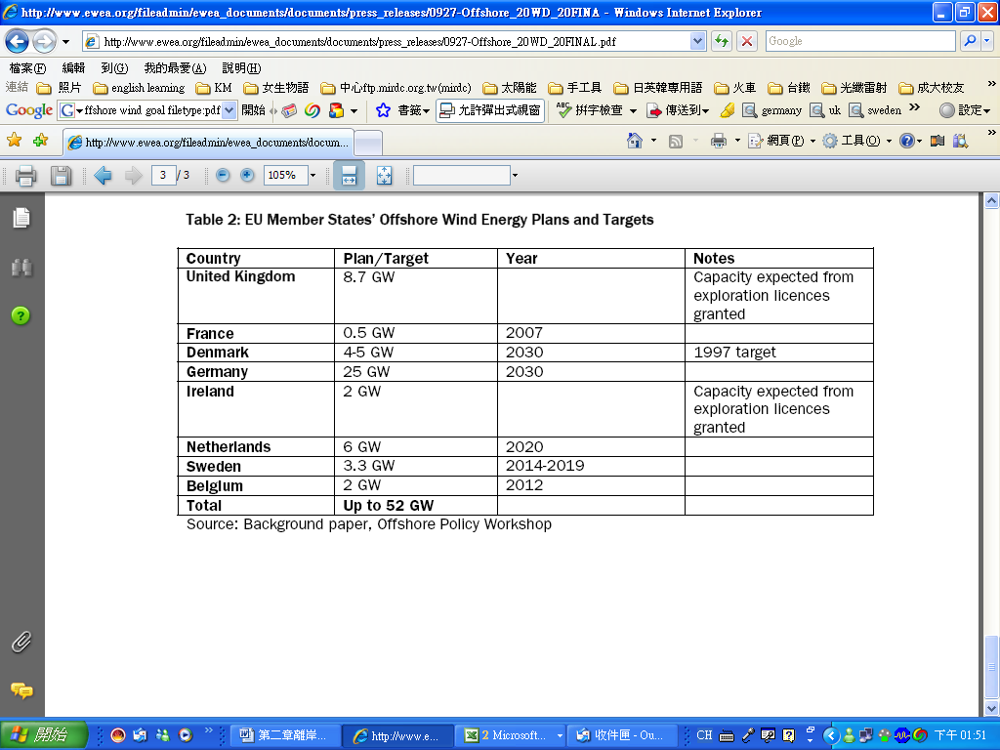 http://www.ewea.org/fileadmin/ewea_documents/documents/press_releases/0927-Offshore_20WD_20FINA - Windows Internet Explorer
http://www.ewea.org/fileadmin/ewea_documents/documents/press_releases/0927-Offshore_20WD_20FINAL.pdf Google
檔案(F) 編輯 到(G) 我的最愛(A) 說明(H)
連結 照片 english learning KM 女生物語 中心ftp.mirdc.org.tw(mirdc) 太陽能 手工具 日英韓專用語 火車 台鐵 光纖雷射 成大校友 »
Google G ffshore wind goal filetype:pdf 開始 書籤 允許彈出式視窗 ABC 拼字檢查 傳送到 germany uk sweden » 設定
http://www.ewea.org/fileadmin/ewea_documents/docum... 網頁(P) 工具(O) »
3 / 3 105%
Table 2: EU Member States' Offshore Wind Energy Plans and Targets
Country Plan/Target Year Notes
United Kingdom 8.7 GW Capacity expected from
exploration licences
granted
France 0.5 GW 2007
Denmark 4-5 GW 2030 1997 target
Germany 25 GW 2030
Ireland 2 GW Capacity expected from
exploration licences
granted
Netherlands 6 GW 2020
Sweden 3.3 GW 2014-2019
Belgium 2 GW 2012
Total Up to 52 GW
Source: Background paper, Offshore Policy Workshop
開始 » 第二章離岸... http://www.e... 2 Microsoft... 收件匣 - Ou... CH 下午 01:51